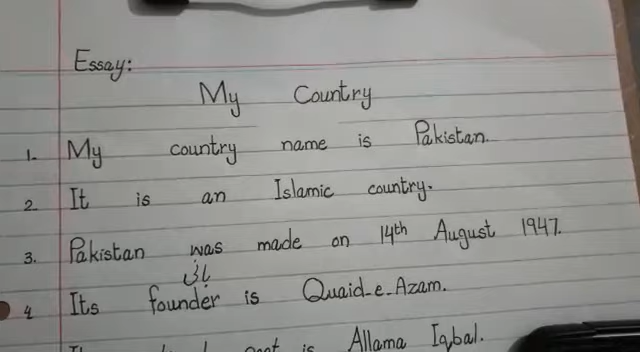 Essay:
My Country
1. My country name is Pakistan.
2. It is an Islamic country.
3. Pakistan was made on 14th August 1947.
بانی
4 Its founder is Quaid-e-Azam.
is Allama Iqbal.